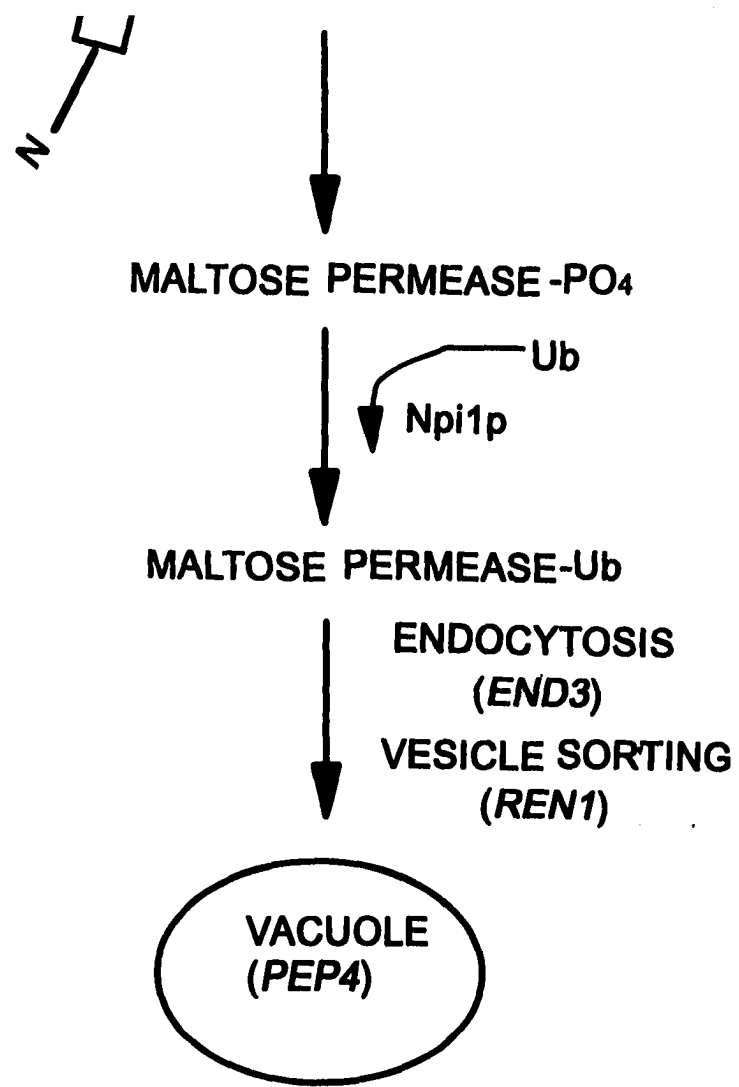 N
MALTOSE PERMEASE-PO4
Ub
Npi1p
MALTOSE PERMEASE-Ub
ENDOCYTOSIS
(END3)
VESICLE SORTING
(REN1)
VACUOLE
(PEP4)